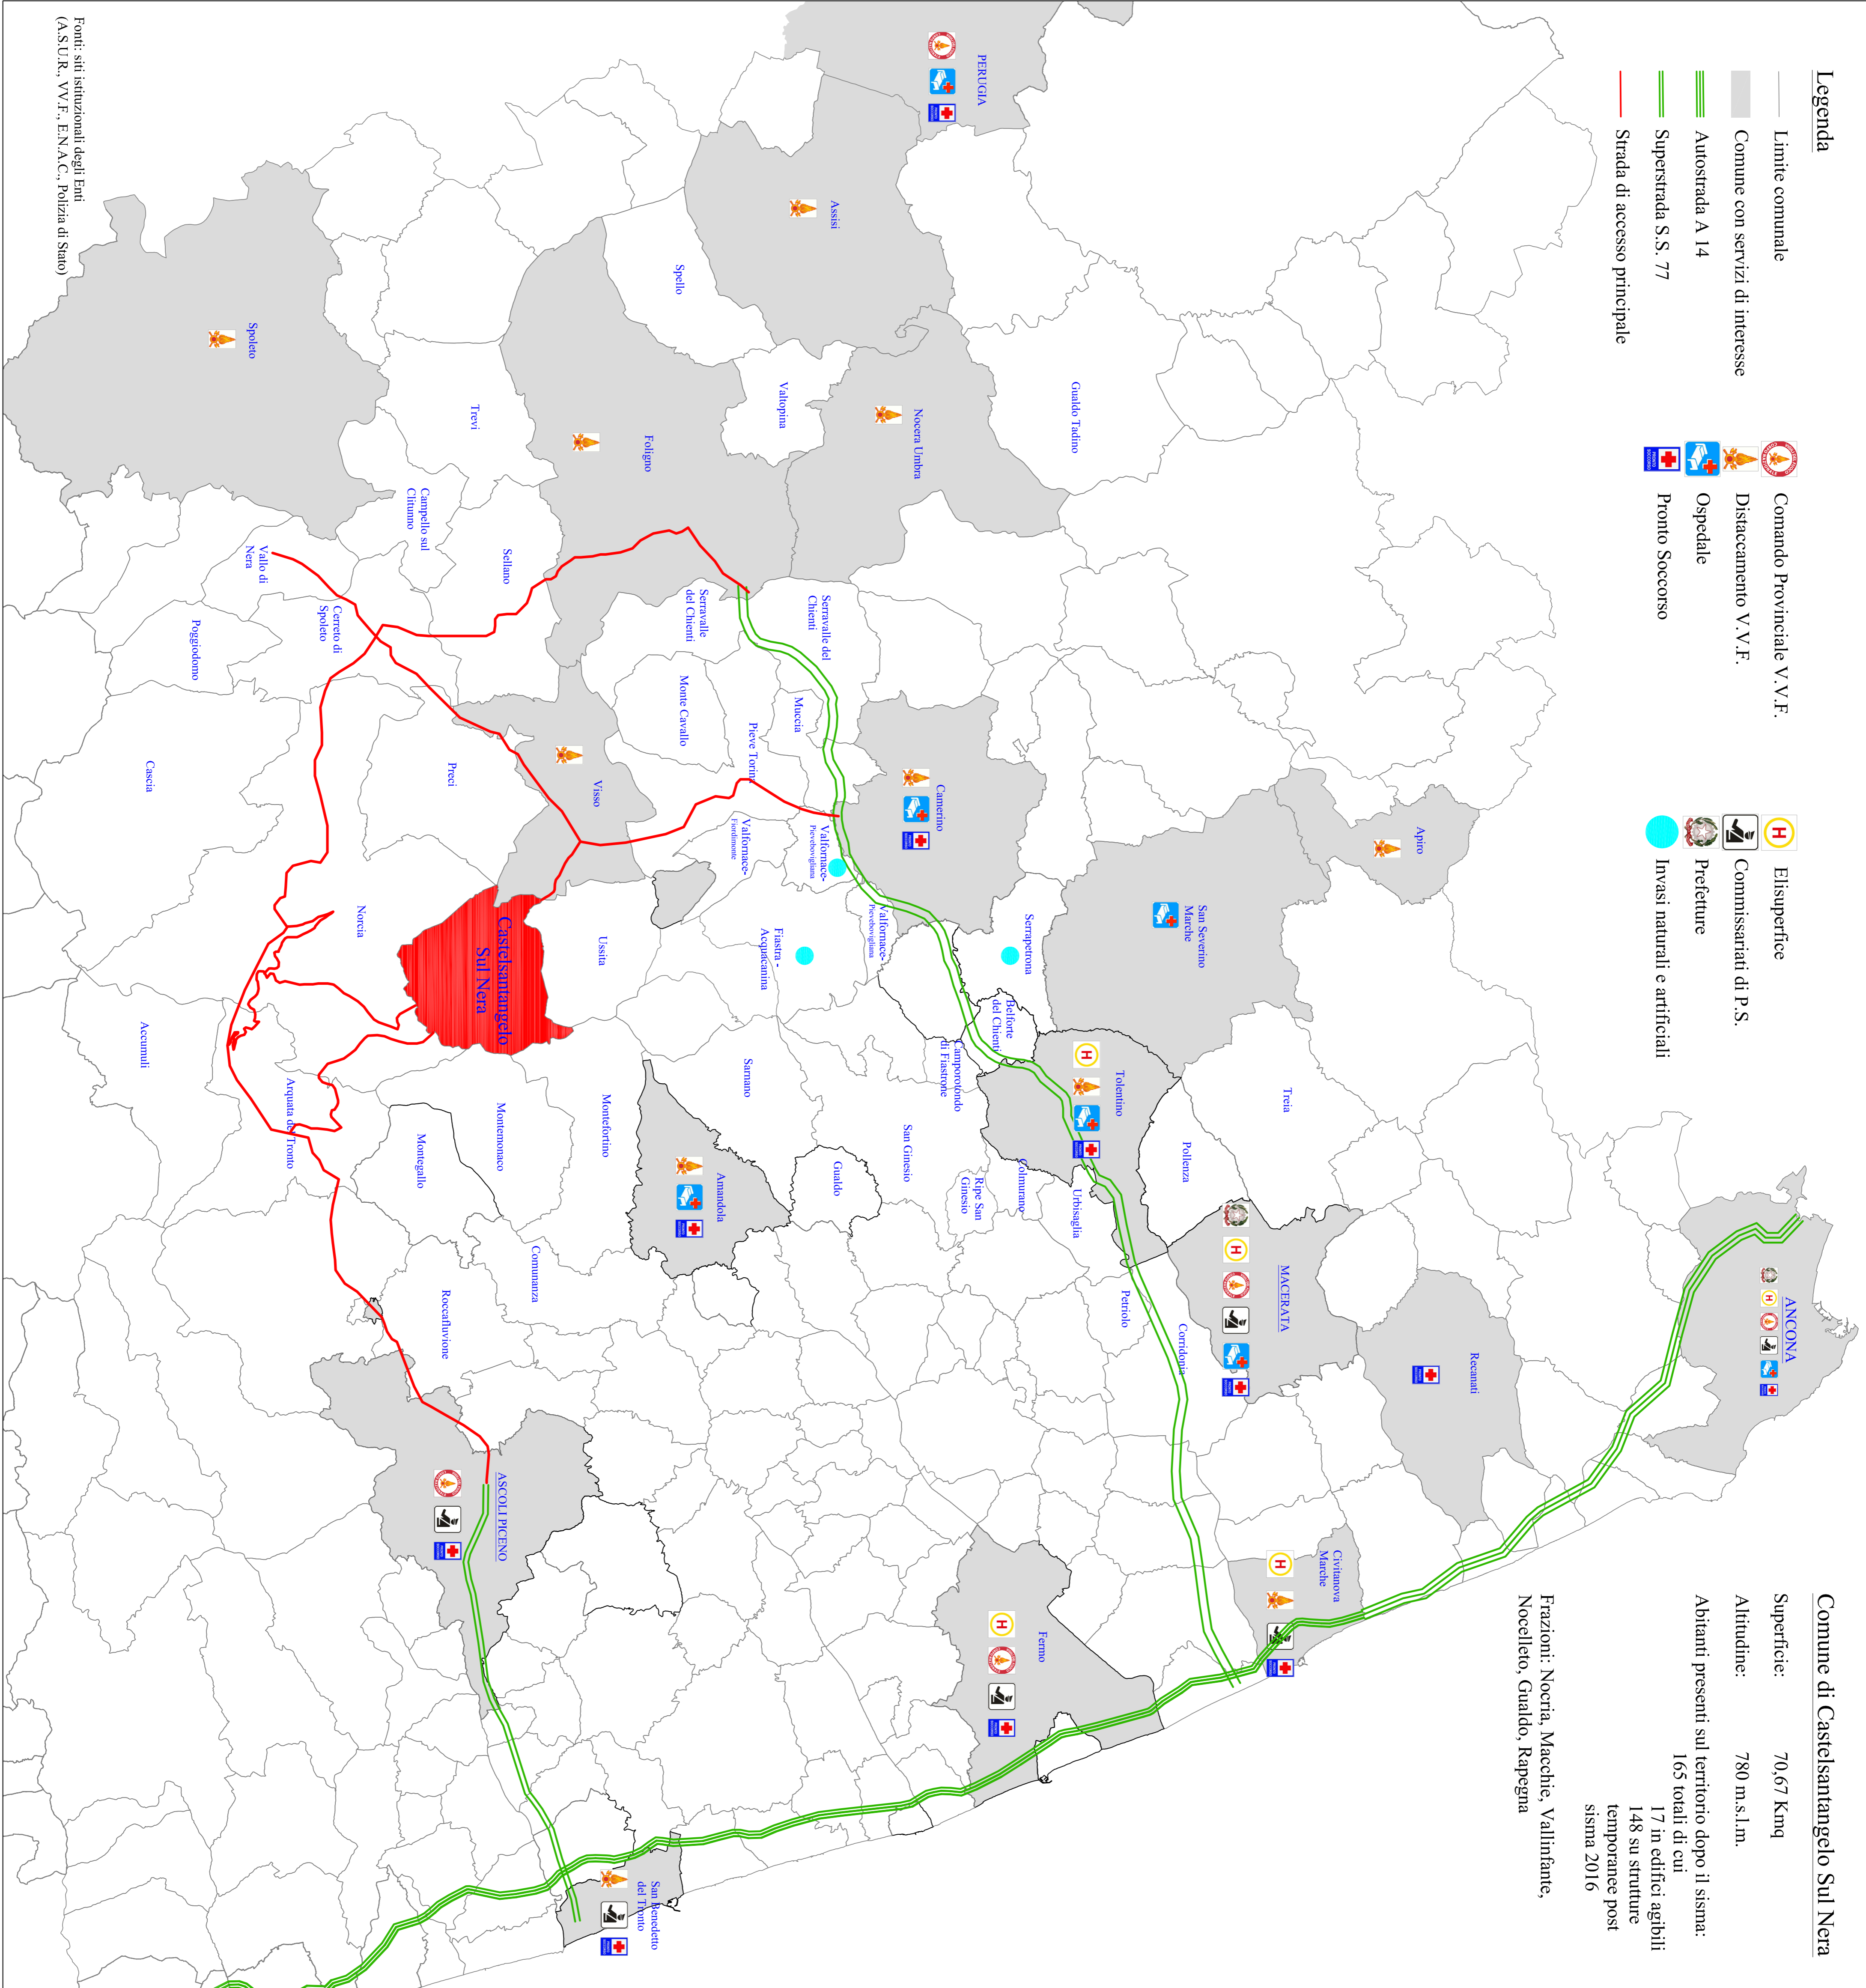 Legenda
Limite comunale
Comune con servizi di interesse
Autostrada A 14
Superstrada S.S. 77
Strada di accesso principale
Comando Provinciale V.V.F.
Distaccamento V.V.F.
Ospedale
Pronto Soccorso
Elisuperfice
Commissariati di P.S.
Prefetture
Invasi naturali e artificiali
Comune di Castelsantangelo Sul Nera
Superficie: 70,67 Kmq
Altitudine: 780 m.s.l.m.
Abitanti presenti sul territorio dopo il sisma:
165 totali di cui
17 in edifici agibili
148 su strutture
temporanee post
sisma 2016
Frazioni: Nocria, Macchie, Vallinfante,
Nocelleto, Gualdo, Rapegna
ANCONA
Recanati
Apiro
Treia
MACERATA
Civitanova
Marche
San Severino
Marche
Pollenza
Corridonia
Tolentino
Petriolo
Urbisaglia
Gualdo Tadino
Serrapetrona
Belforte
del Chienti
Colmurano
Fermo
PERUGIA
Camerino
Camporotondo
di Fiastrone
Ripe San
Ginesio
Nocera Umbra
San Ginesio
Valfornace-
Pievebovigliana
Assisi
Serravalle del
Chienti
Valfornace-
Pievebovigliana
Gualdo
Muccia
Valtopina
Fiastra -
Acquacanina
Pieve Torina
Valfornace-
Fiordimonte
Sarnano
Amandola
Serravalle
del Chienti
Monte Cavallo
Spello
Foligno
San Benedetto
del Tronto
Visso
Ussita
Montefortino
Comunanza
Sellano
Castelsantangelo
Sul Nera
Montemonaco
ASCOLI PICENO
Trevi
Preci
Roccafluvione
Campello sul
Clitunno
Montegallo
Norcia
Cerreto di
Spoleto
Arquata del Tronto
Vallo di
Nera
Spoleto
Poggiodomo
Cascia
Accumuli
Fonti: siti istituzionali degli Enti
(A.S.U.R., V.V.F., E.N.A.C., Polizia di Stato)